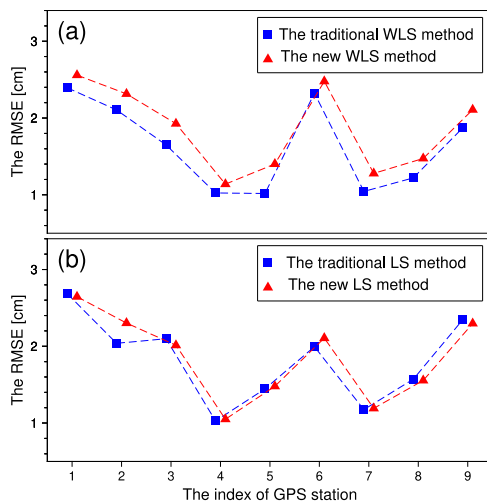 (a)
The traditional WLS method
The new WLS method
3
2
1
The RMSE [cm]
(b)
The traditional LS method
The new LS method
3
2
1
The RMSE [cm]
1 2 3 4 5 6 7 8 9
The index of GPS station